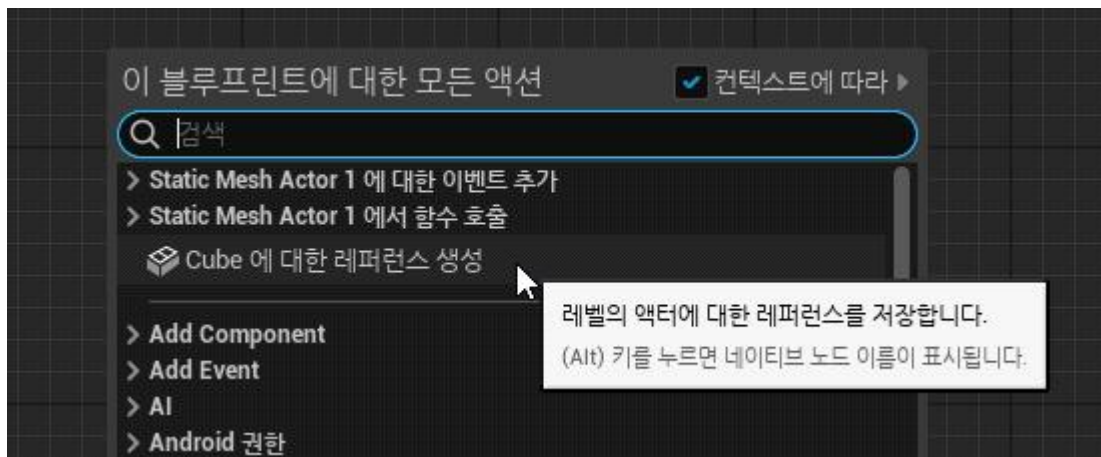 이 블루프린트에 대한 모든 액션
컨텍스트에 따라
검색
Static Mesh Actor 1 에 대한 이벤트 추가
Static Mesh Actor 1 에서 함수 호출
Cube 에 대한 레퍼런스 생성
레벨의 액터에 대한 레퍼런스를 저장합니다.
(Alt) 키를 누르면 네이티브 노드 이름이 표시됩니다.
Add Component
Add Event
AI
Android 권한